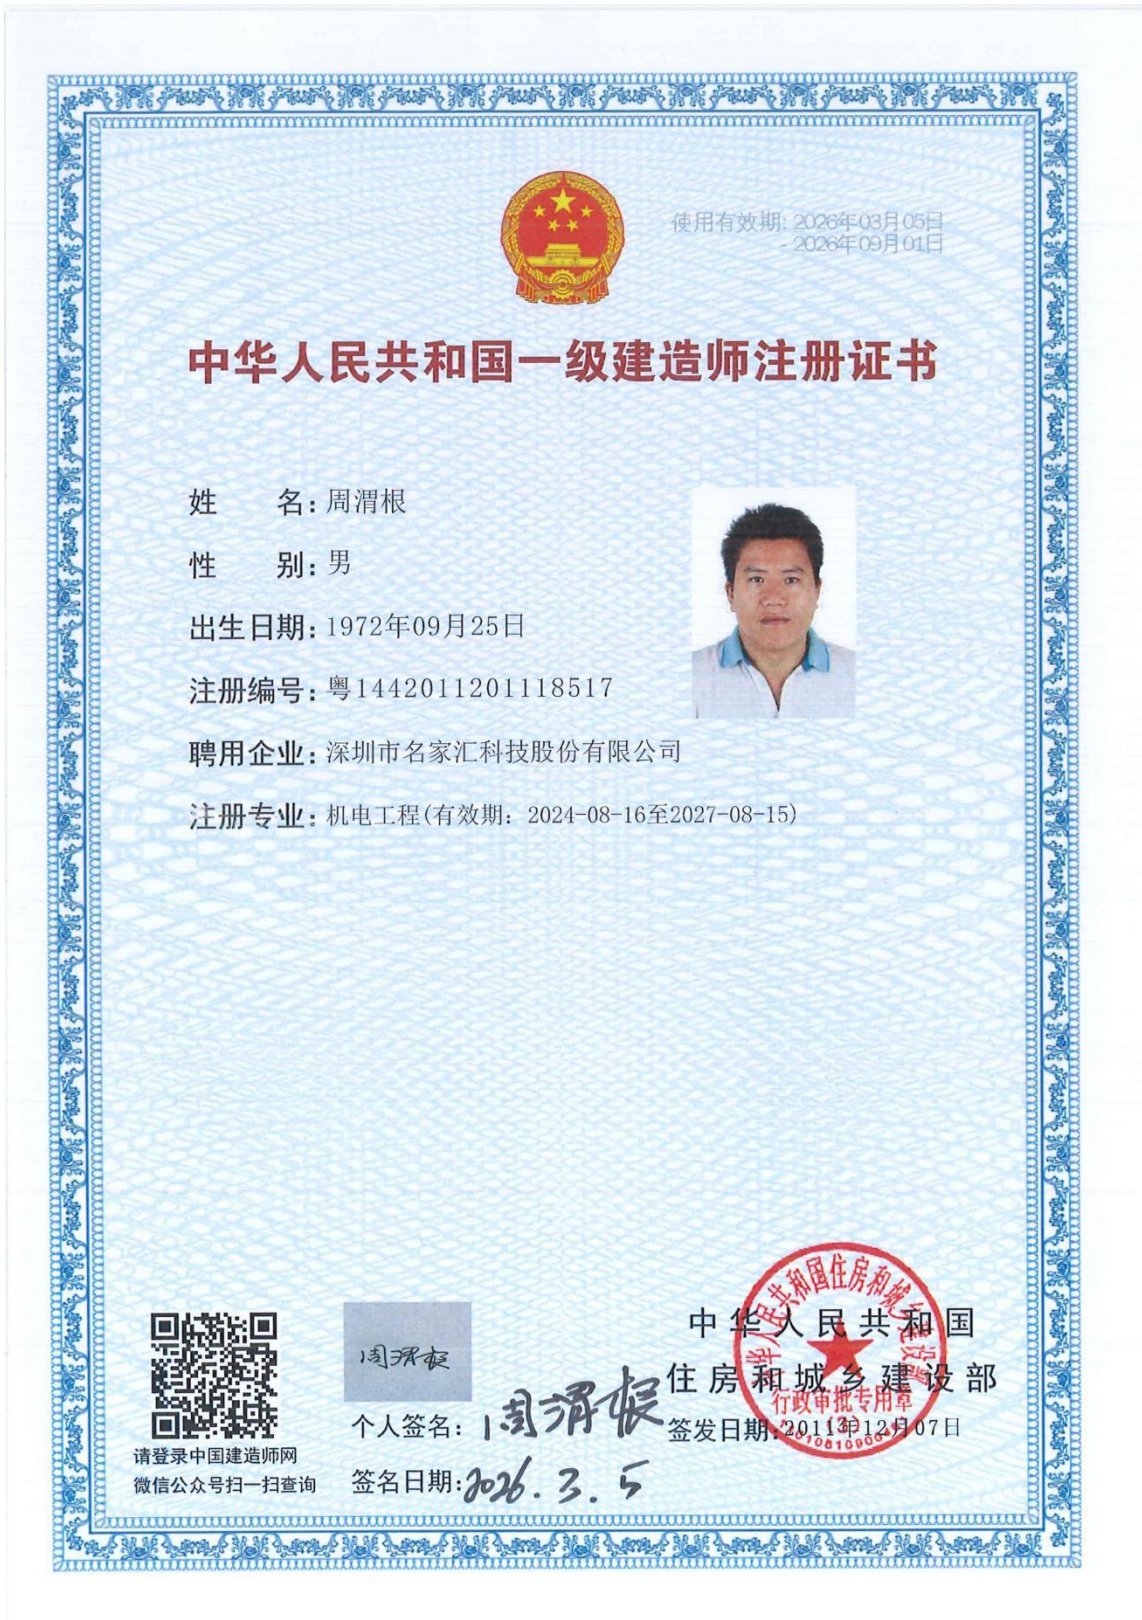 使用有效期: 2026年03月05日
- 2026年09月01日
中华人民共和国一级建造师注册证书
姓 名: 周渭根
性 别: 男
出生日期: 1972年09月25日
注册编号: 粤1442011201118517
聘用企业: 深圳市名家汇科技股份有限公司
注册专业: 机电工程(有效期: 2024-08-16至2027-08-15)
请登录中国建造师网
微信公众号扫一扫查询
周渭根
个人签名: 周渭根
签名日期: 2026.3.5
中华人民共和国
住房和城乡建设部
签发日期: 2011年12月07日
中华人民共和国住房和城乡建设部
行政审批专用章